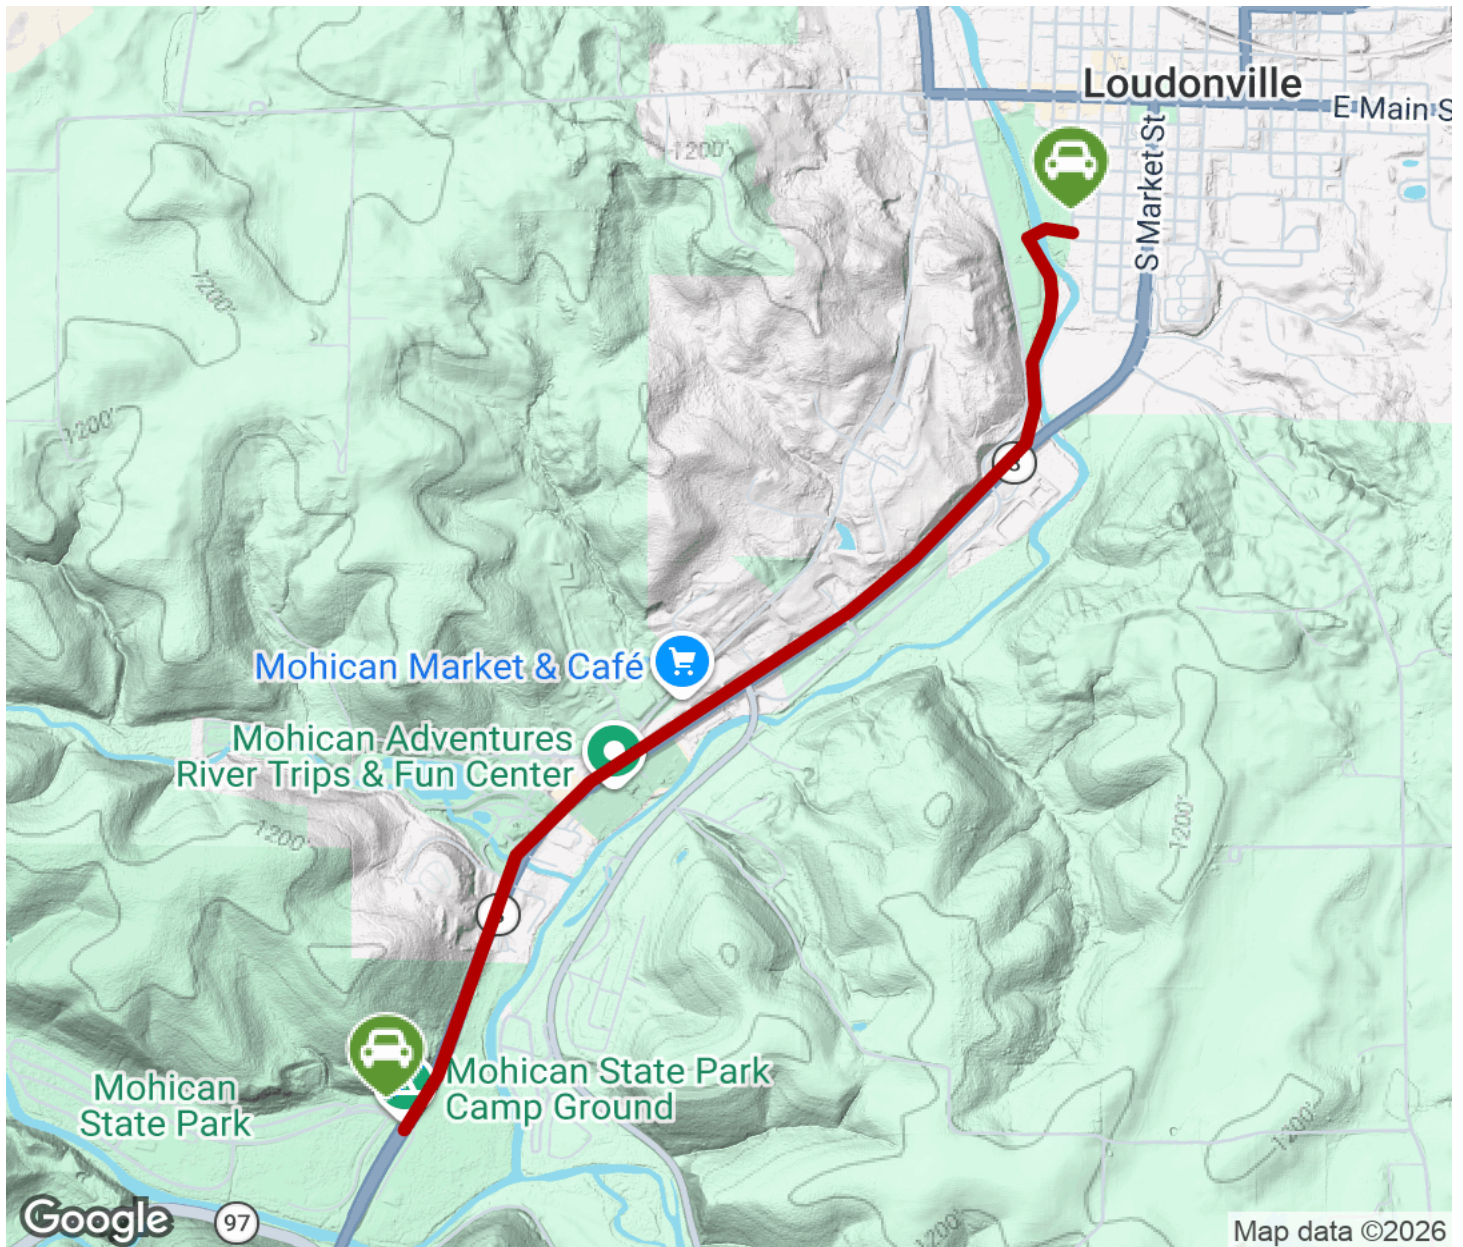 Loudonville
E Main S
S Market St
1200'
1200'
1200'
3
Mohican Market & Café
Mohican Adventures
River Trips & Fun Center
1200'
1200'
Mohican
State Park
Mohican State Park
Camp Ground
1200'
1200'
Google
97
Map data ©2026